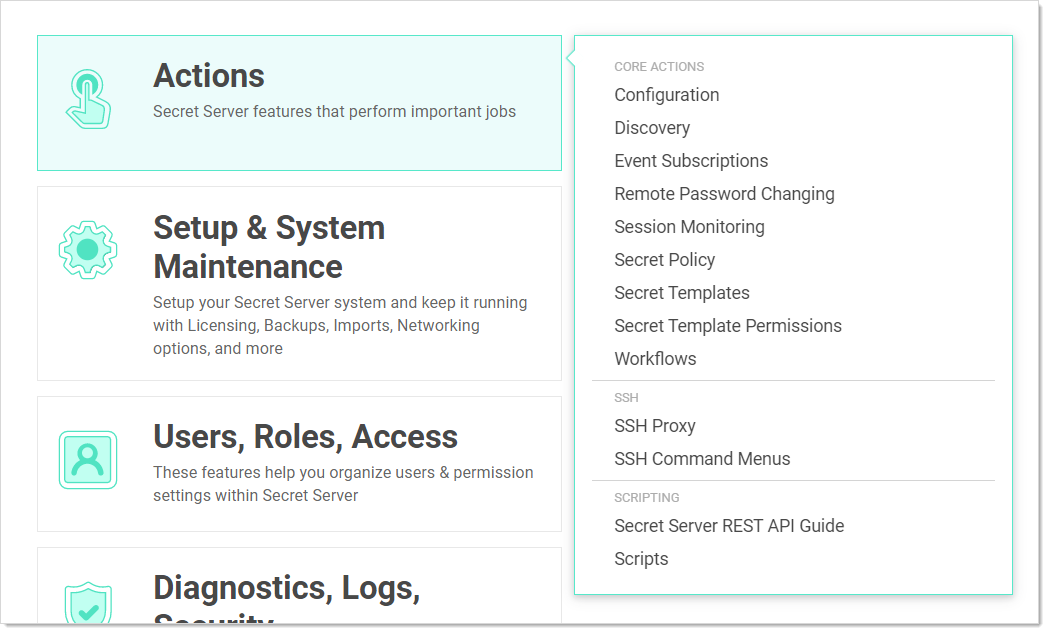 Actions
Secret Server features that perform important jobs
Setup & System
Maintenance
Setup your Secret Server system and keep it running
with Licensing, Backups, Imports, Networking
options, and more
Users, Roles, Access
These features help you organize users & permission
settings within Secret Server
Diagnostics, Logs,
Security
CORE ACTIONS
Configuration
Discovery
Event Subscriptions
Remote Password Changing
Session Monitoring
Secret Policy
Secret Templates
Secret Template Permissions
Workflows
SSH
SSH Proxy
SSH Command Menus
SCRIPTING
Secret Server REST API Guide
Scripts